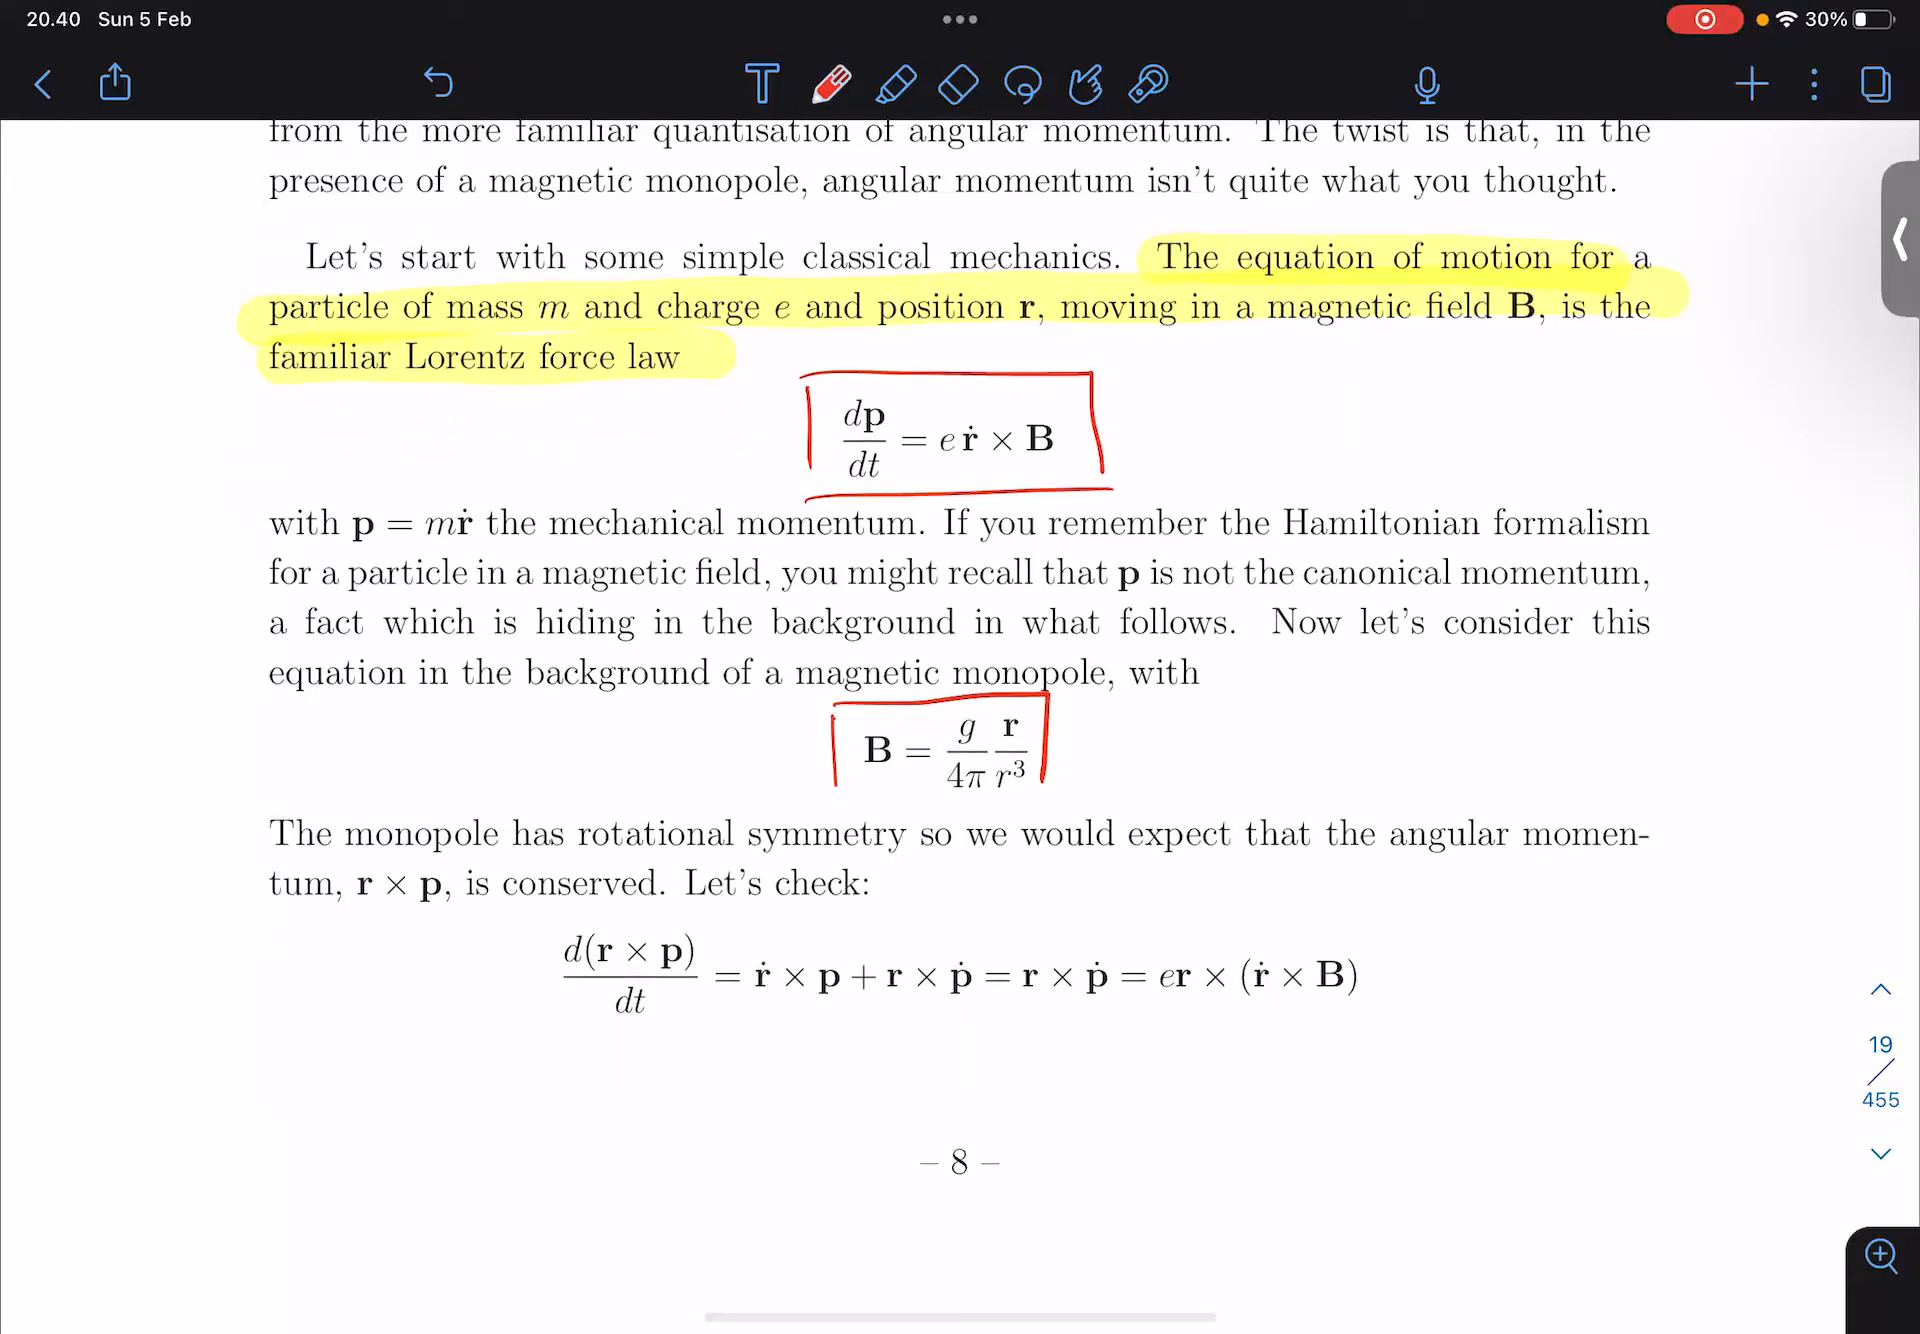 20.40 Sun 5 Feb
30%
from the more familiar quantisation of angular momentum. The twist is that, in the
presence of a magnetic monopole, angular momentum isn't quite what you thought.
Let's start with some simple classical mechanics. The equation of motion for a
particle of mass m and charge e and position r, moving in a magnetic field B, is the
familiar Lorentz force law
dp/dt = e ṙ × B
with p = mṙ the mechanical momentum. If you remember the Hamiltonian formalism
for a particle in a magnetic field, you might recall that p is not the canonical momentum,
a fact which is hiding in the background in what follows. Now let's consider this
equation in the background of a magnetic monopole, with
B = g/4π r/r³
The monopole has rotational symmetry so we would expect that the angular momen-
tum, r × p, is conserved. Let's check:
d(r × p)/dt = ṙ × p + r × ṗ = r × ṗ = er × (ṙ × B)
19
/
455
– 8 –